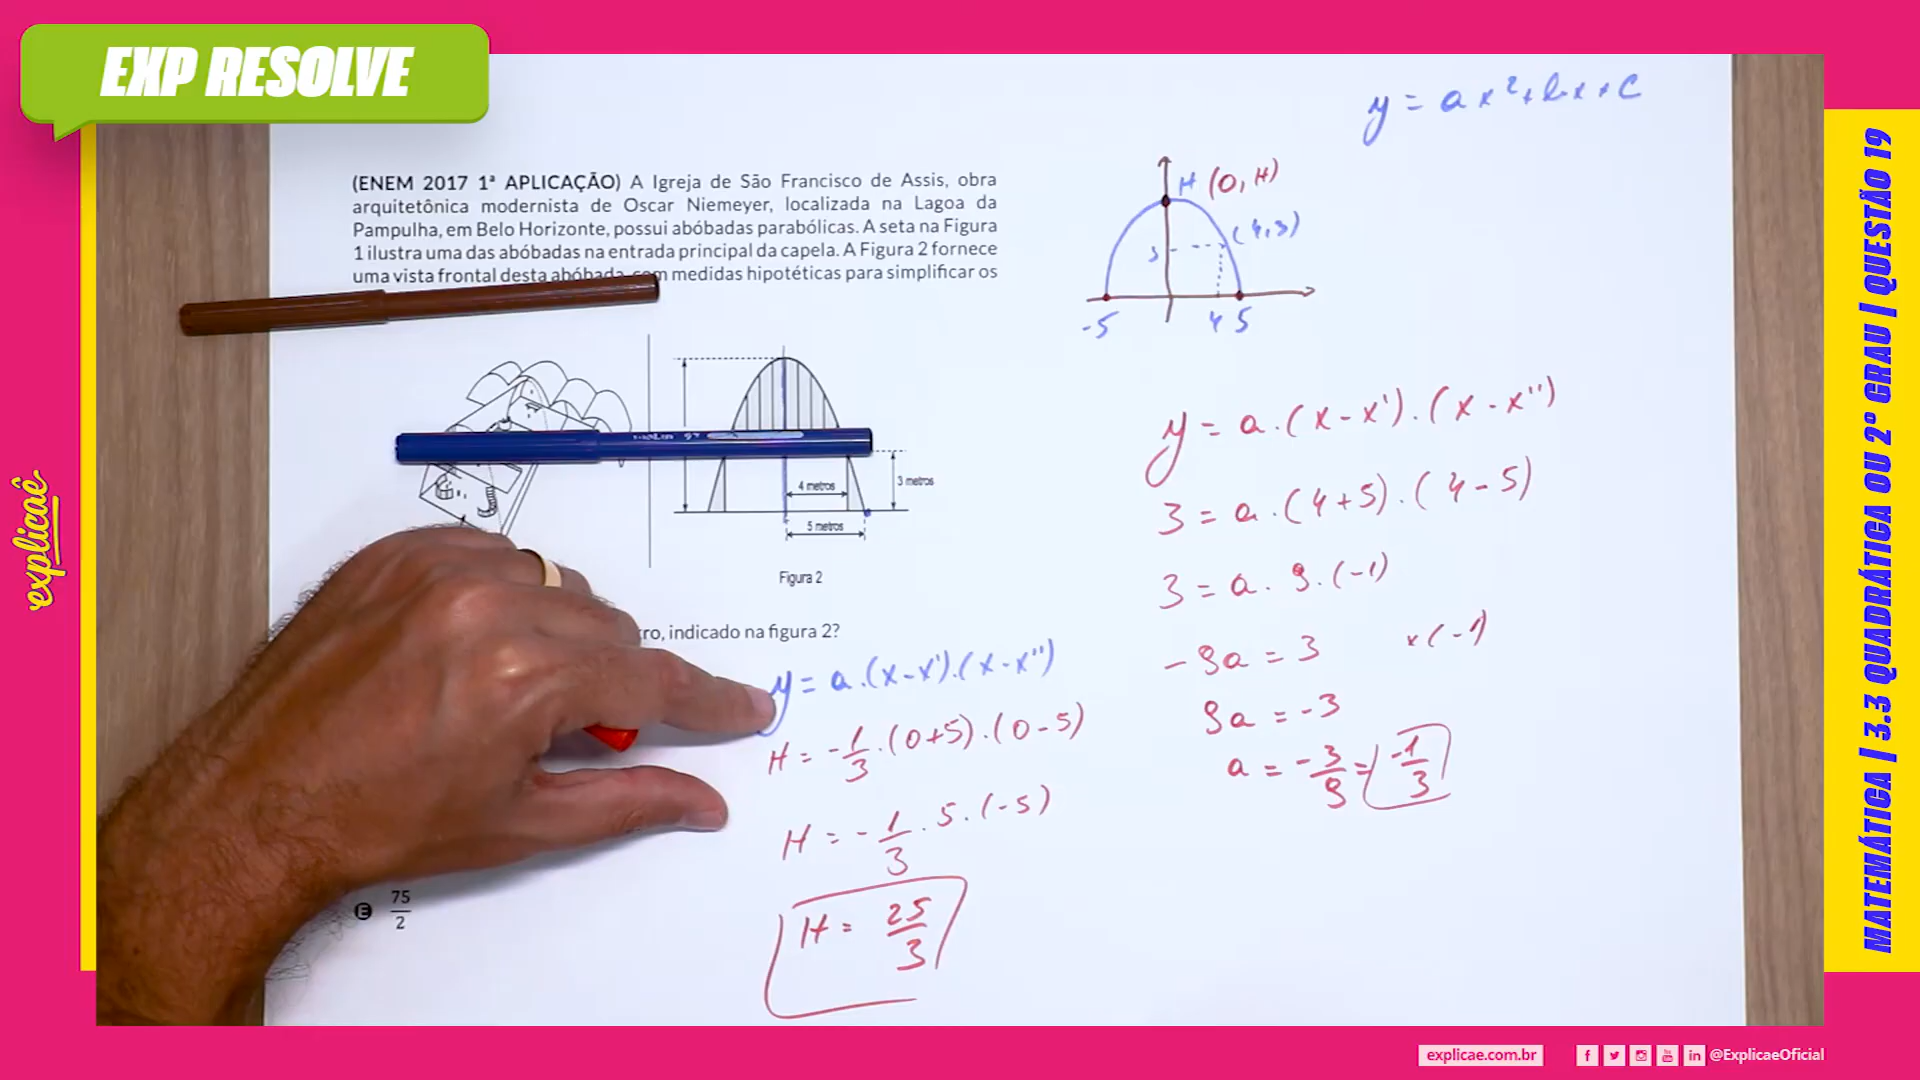 EXP RESOLVE
y = ax²+bx+c
(ENEM 2017 1ª APLICAÇÃO) A Igreja de São Francisco de Assis, obra
arquitetônica modernista de Oscar Niemeyer, localizada na Lagoa da
Pampulha, em Belo Horizonte, possui abóbadas parabólicas. A seta na Figura
1 ilustra uma das abóbadas na entrada principal da capela. A Figura 2 fornece
uma vista frontal desta abóbada, com medidas hipotéticas para simplificar os
H (0, H)
(4,3)
3
-5 4 5
4 metros
3 metros
5 metros
Figura 2
ro, indicado na figura 2?
y = a.(x-x').(x-x")
H = -1/3.(0+5).(0-5)
H = -1/3.5.(-5)
H = 25/3
E 75/2
y = a.(x-x').(x-x")
3 = a.(4+5).(4-5)
3 = a.9.(-1)
-9a = 3 x(-1)
9a = -3
a = -3/9 = -1/3
explicaê
MATEMÁTICA | 3.3 QUADRÁTICA OU 2º GRAU | QUESTÃO 19
explicae.com.br
@ExplicaeOficial